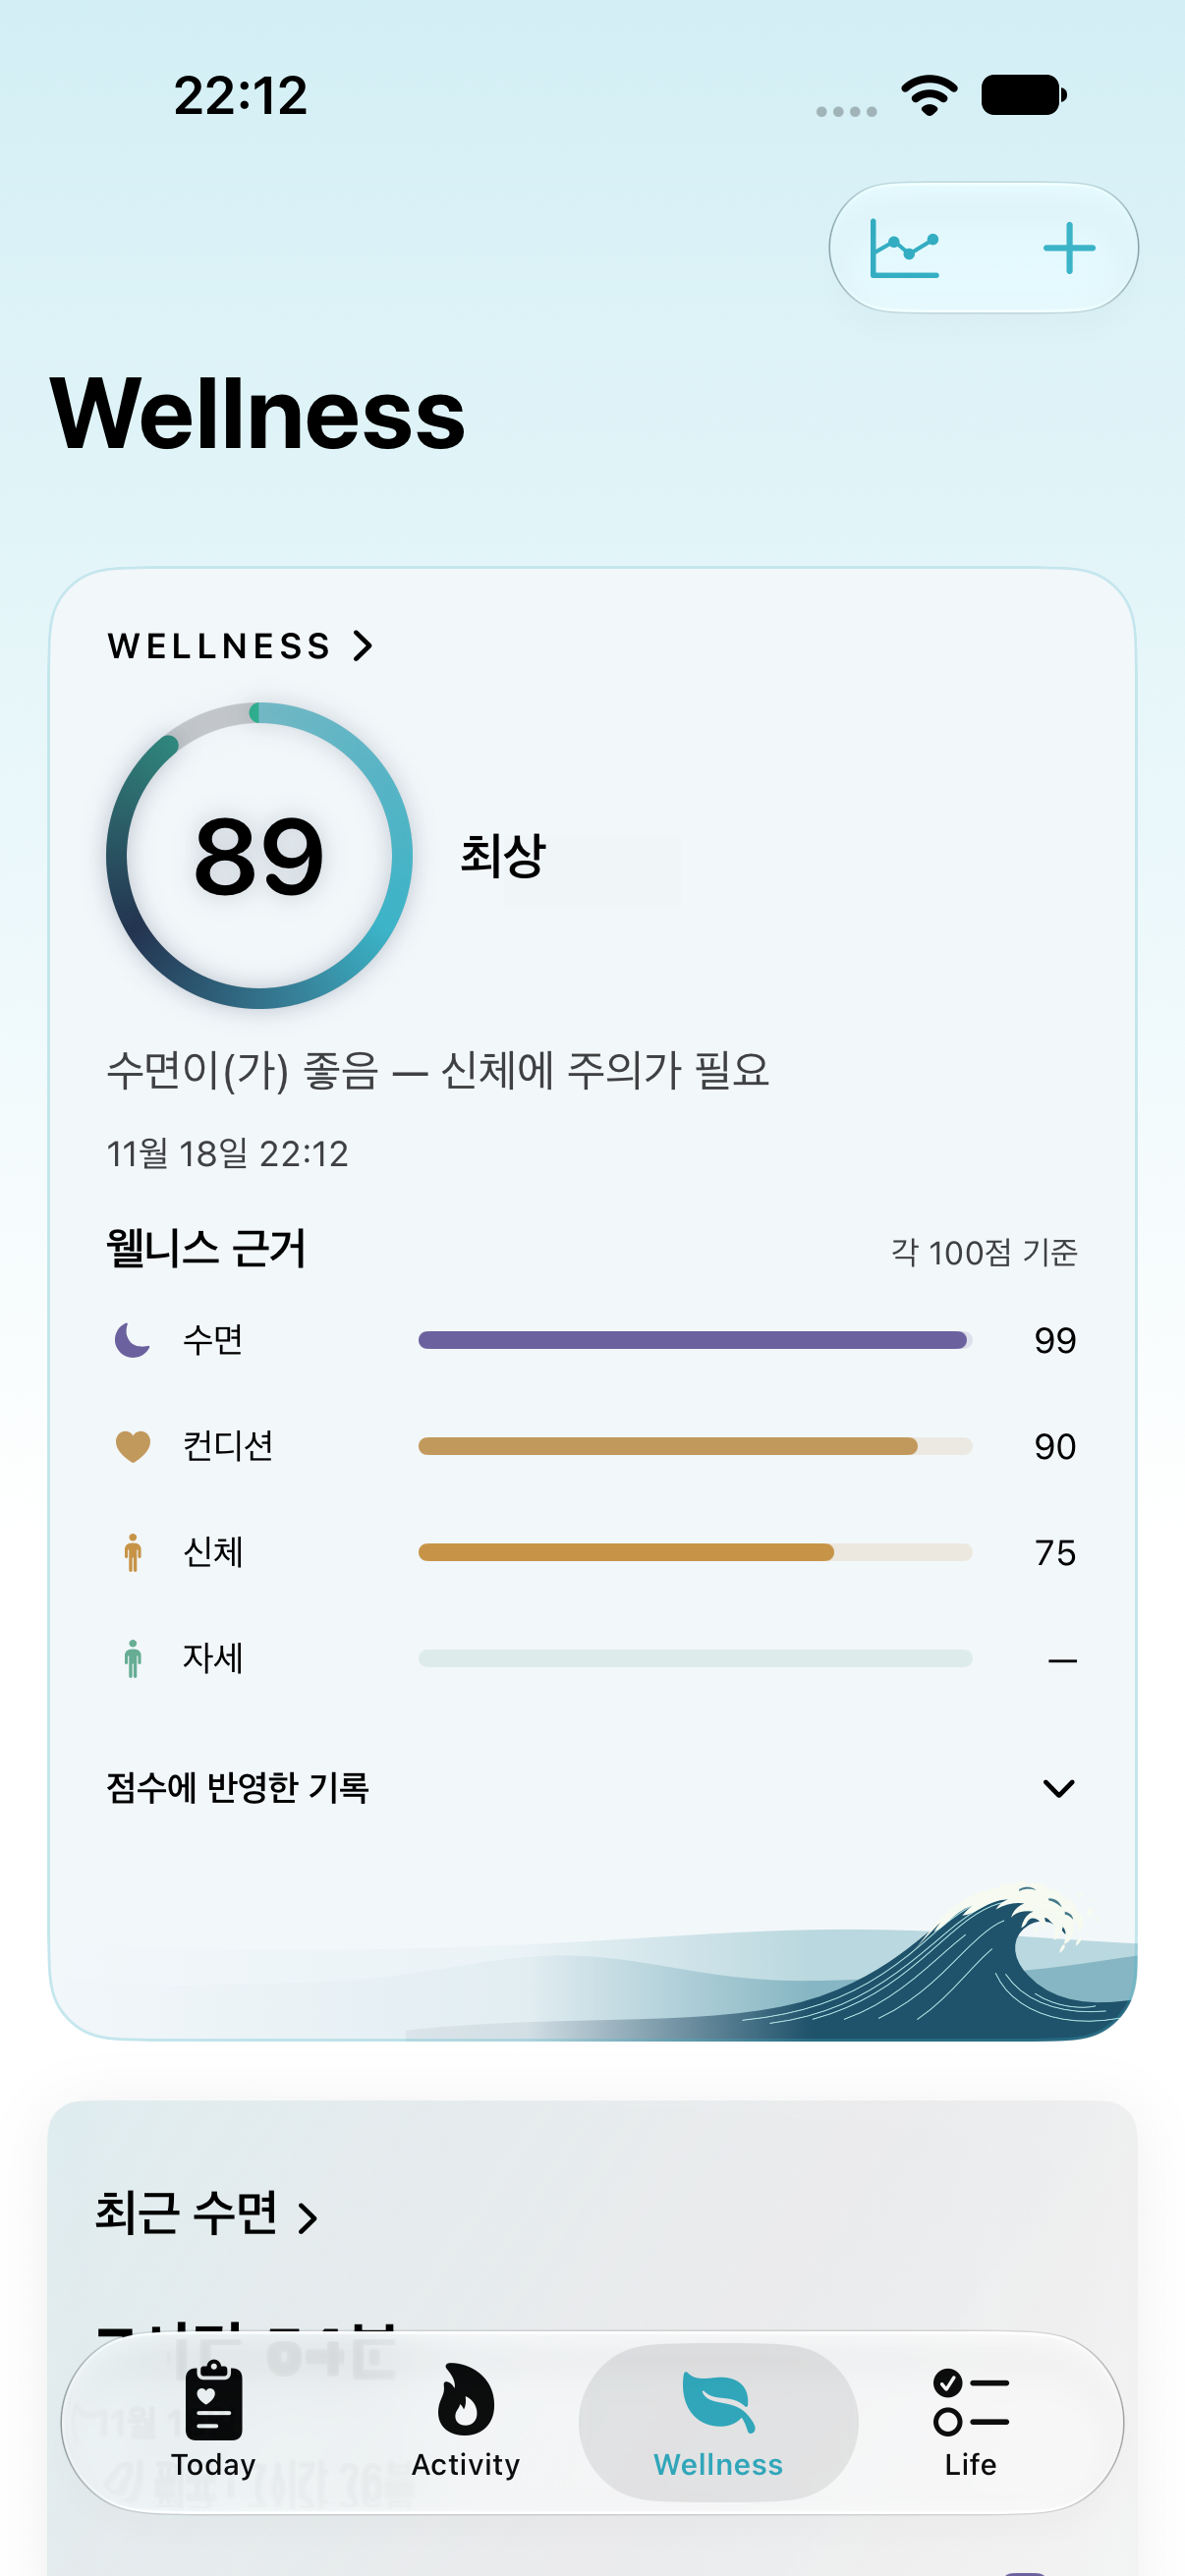 22:12
Wellness
WELLNESS
89
최상
수면이(가) 좋음 — 신체에 주의가 필요
11월 18일 22:12
웰니스 근거
각 100점 기준
수면 99
컨디션 90
신체 75
자세 —
점수에 반영한 기록
최근 수면
Today
Activity
Wellness
Life